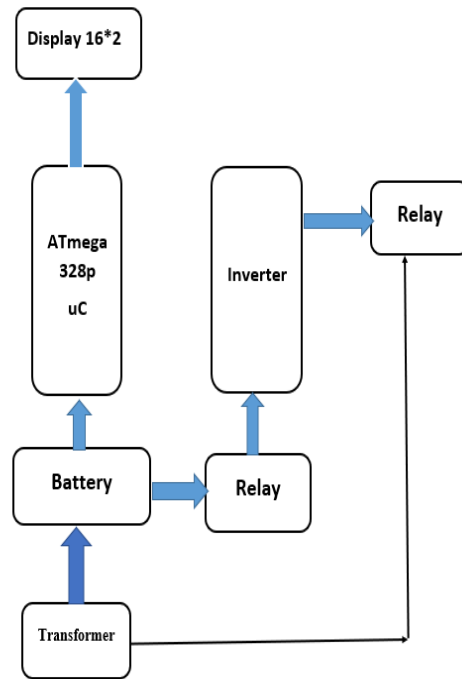 Display 16*2
ATmega
328p
uC
Inverter
Relay
Battery
Relay
Transformer